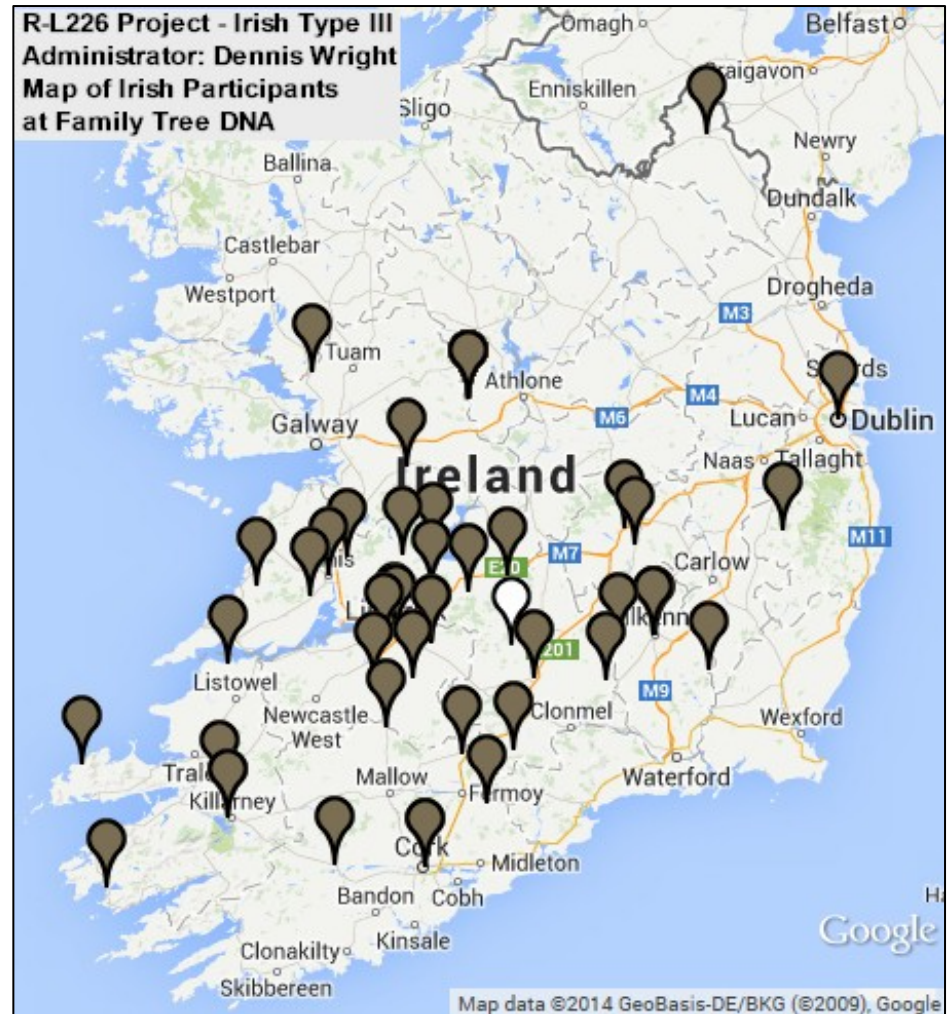 R-L226 Project - Irish Type III
Administrator: Dennis Wright
Map of Irish Participants
at Family Tree DNA
Omagh
Belfast
Enniskillen
Sligo
Newry
Ballina
Dundalk
Castlebar
Westport
Drogheda
M3
Tuam
Athlone
M4
M6
Lucan
Dublin
Galway
Naas
Tallaght
Ireland
M11
M7
E20
Carlow
201
Listowel
M9
Newcastle
West
Clonmel
Wexford
Waterford
Mallow
Killarney
Cork
Midleton
Bandon
Cobh
Kinsale
Clonakilty
Skibbereen
Google
Map data ©2014 GeoBasis-DE/BKG (©2009), Google